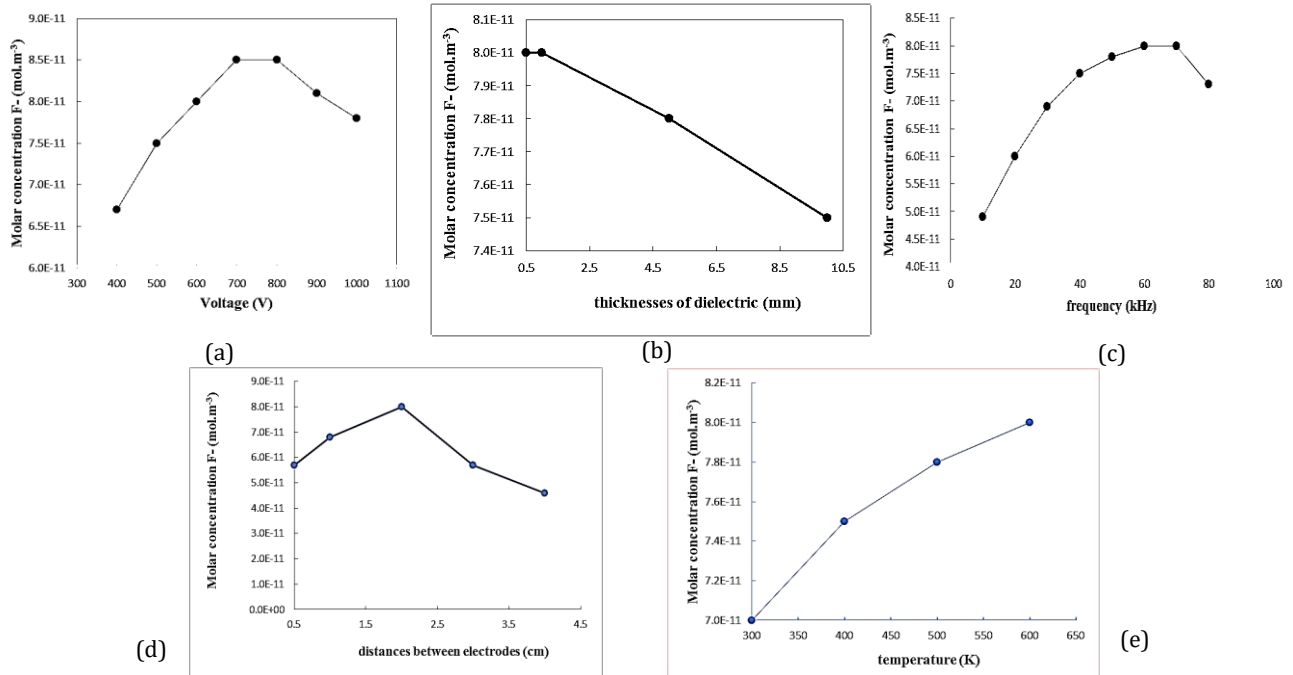 Molar concentration F- (mol.m-3)
9.0E-11
8.5E-11
8.0E-11
7.5E-11
7.0E-11
6.5E-11
6.0E-11
300 400 500 600 700 800 900 1000 1100
Voltage (V)
(a)
Molar concentration F- (mol.m-3)
8.1E-11
8.0E-11
7.9E-11
7.8E-11
7.7E-11
7.6E-11
7.5E-11
7.4E-11
0.5 2.5 4.5 6.5 8.5 10.5
thicknesses of dielectric (mm)
(b)
Molar concentration F- (mol.m-3)
8.5E-11
8.0E-11
7.5E-11
7.0E-11
6.5E-11
6.0E-11
5.5E-11
5.0E-11
4.5E-11
4.0E-11
0 20 40 60 80 100
frequency (kHz)
(c)
Molar concentration F- (mol.m-3)
9.0E-11
8.0E-11
7.0E-11
6.0E-11
5.0E-11
4.0E-11
3.0E-11
2.0E-11
1.0E-11
0.0E+00
0.5 1.5 2.5 3.5 4.5
distances between electrodes (cm)
(d)
Molar concentration F- (mol.m-3)
8.2E-11
8.0E-11
7.8E-11
7.6E-11
7.4E-11
7.2E-11
7.0E-11
300 350 400 450 500 550 600 650
temperature (K)
(e)